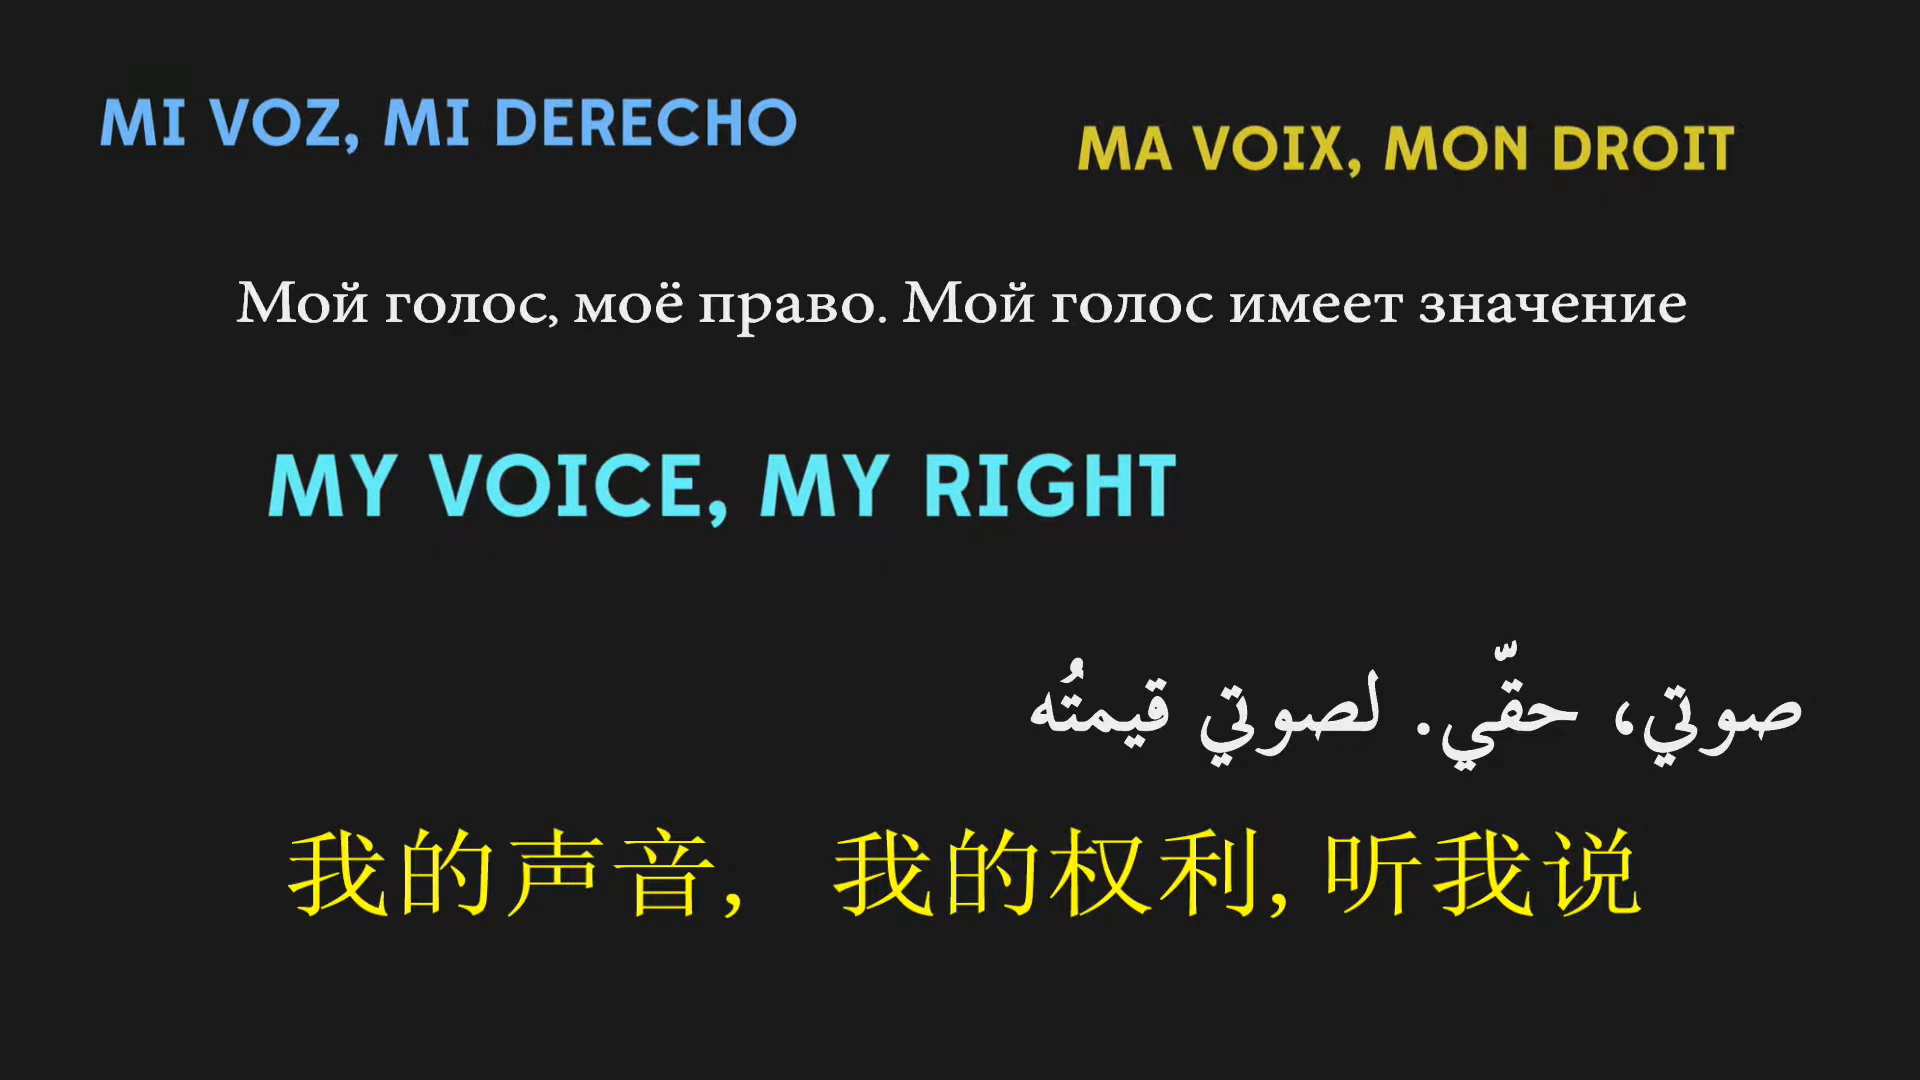 MI VOZ, MI DERECHO
MA VOIX, MON DROIT
Мой голос, моё право. Мой голос имеет значение
MY VOICE, MY RIGHT
صوتي، حقّي. لصوتي قيمتُه
我的声音, 我的权利, 听我说